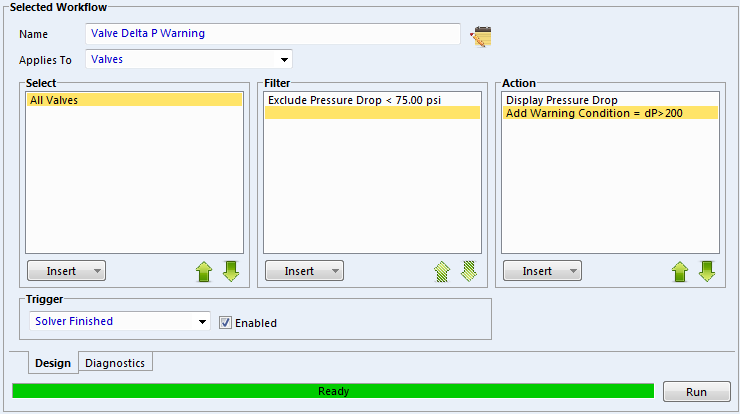 Selected Workflow
Name Valve Delta P Warning
Applies To Valves
Select
All Valves
Insert
Filter
Exclude Pressure Drop < 75.00 psi
Insert
Action
Display Pressure Drop
Add Warning Condition = dP>200
Insert
Trigger
Solver Finished Enabled
Design Diagnostics
Ready Run